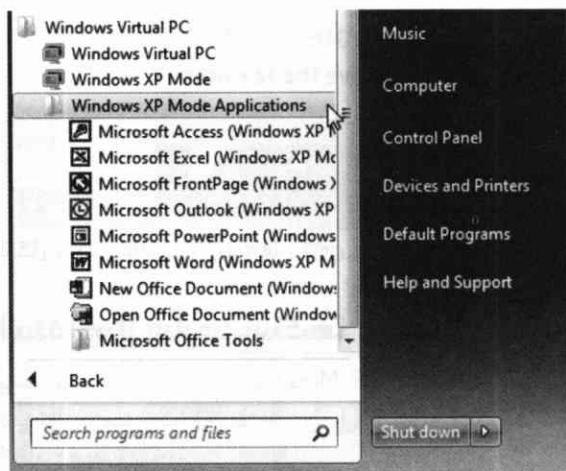 Windows Virtual PC
Windows Virtual PC
Windows XP Mode
Windows XP Mode Applications
Microsoft Access (Windows XP
Microsoft Excel (Windows XP Mo
Microsoft FrontPage (Windows X
Microsoft Outlook (Windows XP
Microsoft PowerPoint (Windows
Microsoft Word (Windows XP M
New Office Document (Windows
Open Office Document (Window
Microsoft Office Tools
Back
Search programs and files
Music
Computer
Control Panel
Devices and Printers
Default Programs
Help and Support
Shut down